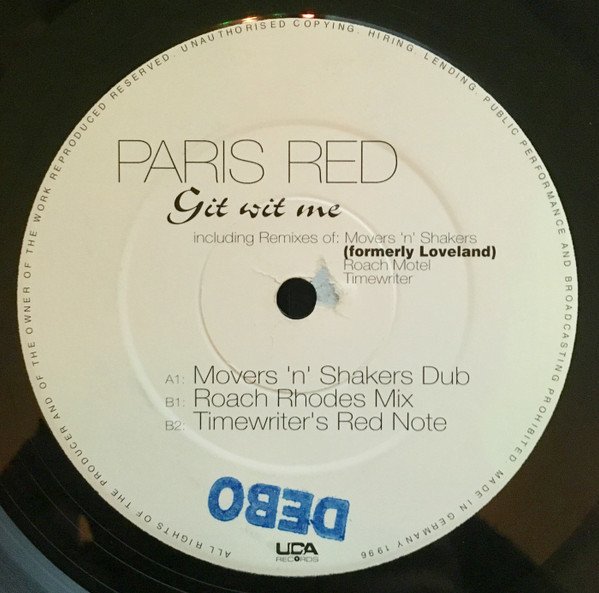 ALL RIGHTS OF THE PRODUCER AND OF THE OWNER OF THE WORK REPRODUCED RESERVED. UNAUTHORISED COPYING. HIRING. LENDING. PUBLIC PERFORMANCE AND BROADCASTING PROHIBITED. MADE IN GERMANY 1996
PARIS RED
Git wit me
including Remixes of: Movers 'n' Shakers
(formerly Loveland)
Roach Motel
Timewriter
A1: Movers 'n' Shakers Dub
B1: Roach Rhodes Mix
B2: Timewriter's Red Note
DEBO
UCA
RECORDS